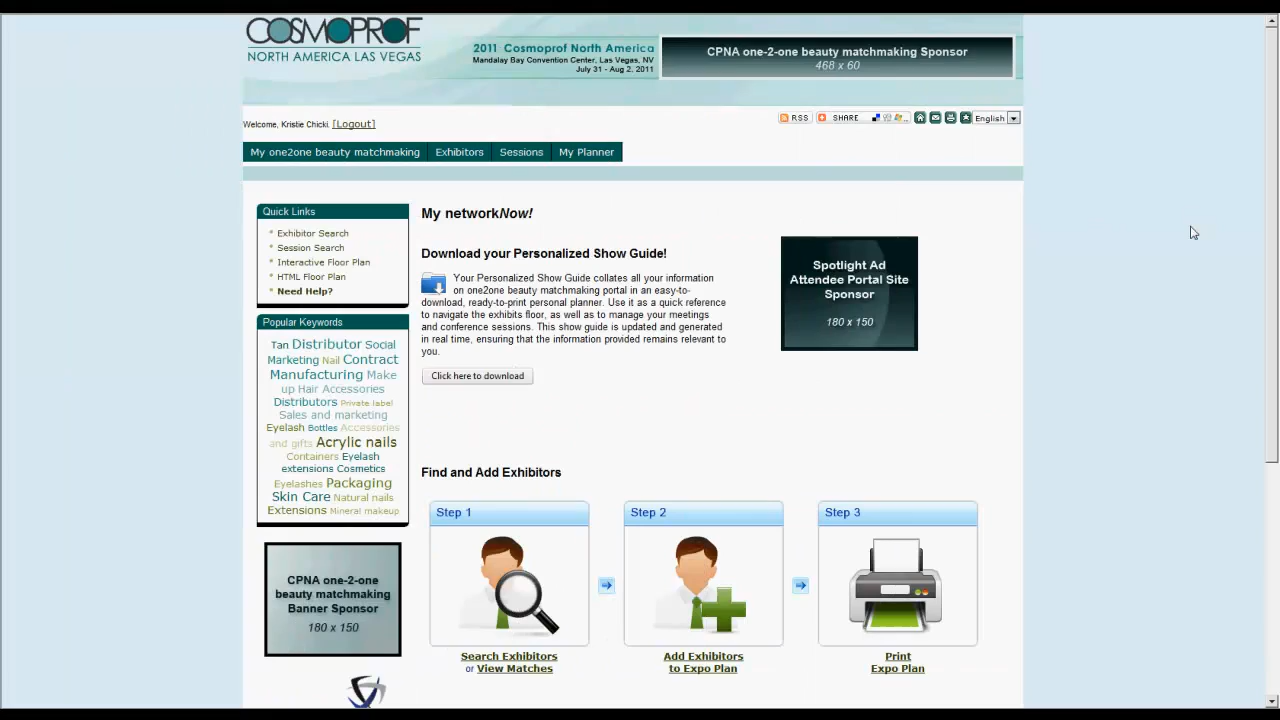 COSMOPROF
NORTH AMERICA LAS VEGAS
2011 Cosmoprof North America
Mandalay Bay Convention Center, Las Vegas, NV
July 31 - Aug 2, 2011
CPNA one-2-one beauty matchmaking Sponsor
468 x 60
Welcome, Kristie Chicki. [Logout]
RSS
SHARE
English
My one2one beauty matchmaking
Exhibitors
Sessions
My Planner
Quick Links
Exhibitor Search
Session Search
Interactive Floor Plan
HTML Floor Plan
Need Help?
Popular Keywords
Tan Distributor Social
Marketing Nail Contract
Manufacturing Make
up Hair Accessories
Distributors Private label
Sales and marketing
Eyelash Bottles Accessories
and gifts Acrylic nails
Containers Eyelash
extensions Cosmetics
Eyelashes Packaging
Skin Care Natural nails
Extensions Mineral makeup
CPNA one-2-one
beauty matchmaking
Banner Sponsor
180 x 150
My networkNow!
Download your Personalized Show Guide!
Your Personalized Show Guide collates all your information
on one2one beauty matchmaking portal in an easy-to-
download, ready-to-print personal planner. Use it as a quick reference
to navigate the exhibits floor, as well as to manage your meetings
and conference sessions. This show guide is updated and generated
in real time, ensuring that the information provided remains relevant to
you.
Click here to download
Spotlight Ad
Attendee Portal Site
Sponsor
180 x 150
Find and Add Exhibitors
Step 1
Search Exhibitors
or View Matches
Step 2
Add Exhibitors
to Expo Plan
Step 3
Print
Expo Plan